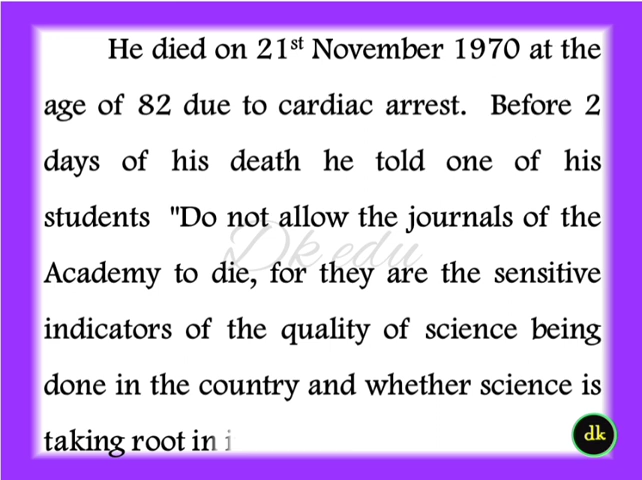 He died on 21st November 1970 at the
age of 82 due to cardiac arrest. Before 2
days of his death he told one of his
students "Do not allow the journals of the
Academy to die, for they are the sensitive
indicators of the quality of science being
done in the country and whether science is
taking root in i
Dk edu
dk